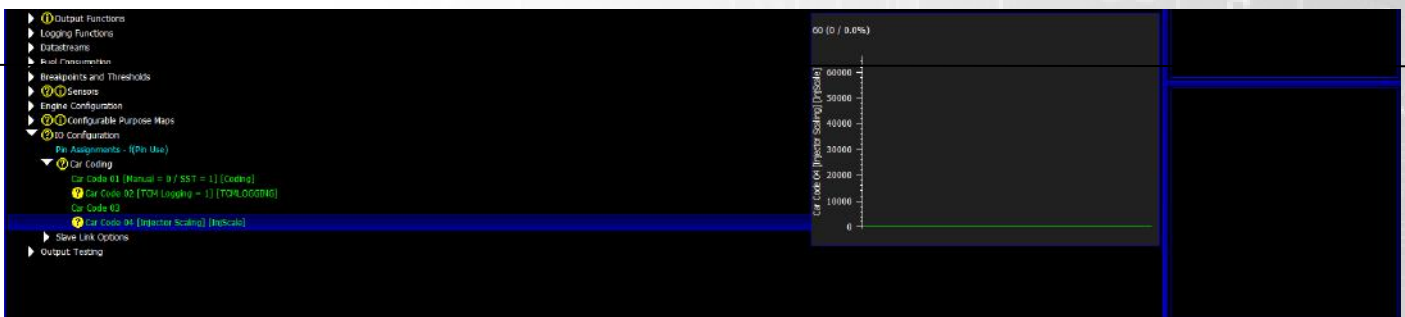 Output Functions
Logging Functions
Datastreams
Fuel Consumption
Breakpoints and Thresholds
Sensors
Engine Configuration
Configurable Purpose Maps
IO Configuration
Pin Assignments - f(Pin Use)
Car Coding
Car Code 01 [Manual = 0 / SST = 1] [Coding]
Car Code 02 [TCM Logging = 1] [TCMLOGGING]
Car Code 03
Car Code 04 [Injector Scaling] [InjScale]
Slave Link Options
Output Testing
60 (0 / 0.0%)
Car Code 04 [Injector Scaling] [InjScale]
60000
50000
40000
30000
20000
10000
0